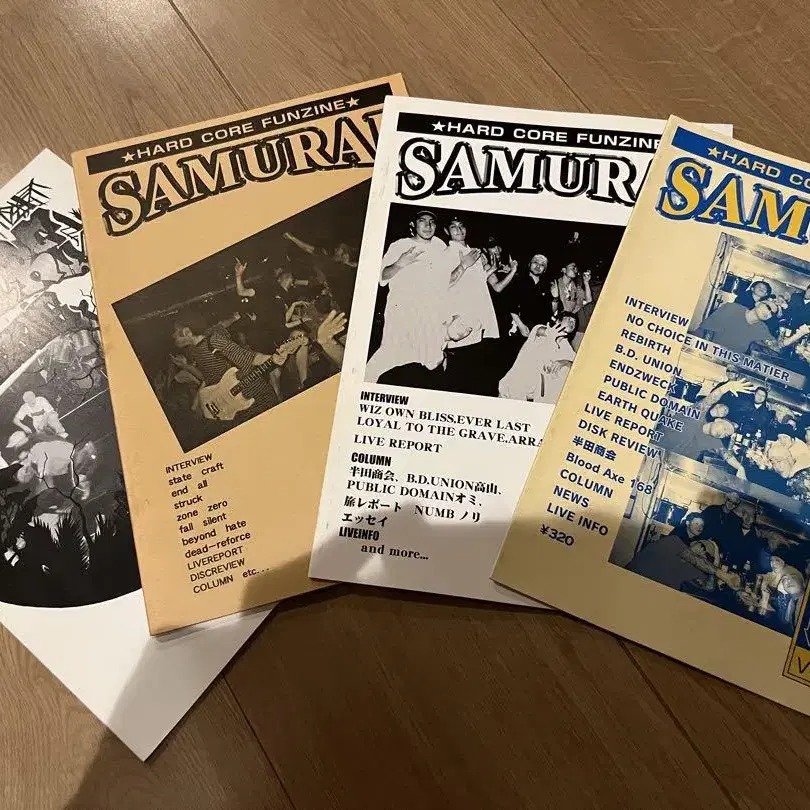 ★HARD CORE FUNZINE★
SAMURAI
INTERVIEW
state craft
end all
struck
zone zero
fall silent
beyond hate
dead-reforce
LIVEREPORT
DISCREVIEW
COLUMN etc...
★HARD CORE FUNZINE
SAMURA
INTERVIEW
WIZ OWN BLISS,EVER LAST
LOYAL TO THE GRAVE,ARRA
LIVE REPORT
COLUMN
半田商会、B.D.UNION高山、
PUBLIC DOMAINオミ、
旅レポート NUMB ノリ
エッセイ
LIVEINFO
and more...
★HARD CO
SAMU
INTERVIEW
NO CHOICE IN THIS MATIER
REBIRTH
B.D. UNION
ENDZWECK
PUBLIC DOMAIN
EARTH QUAKE
LIVE REPORT
DISK REVIEW
半田商会
Blood Axe 168
COLUMN
NEWS
LIVE INFO
¥320
V